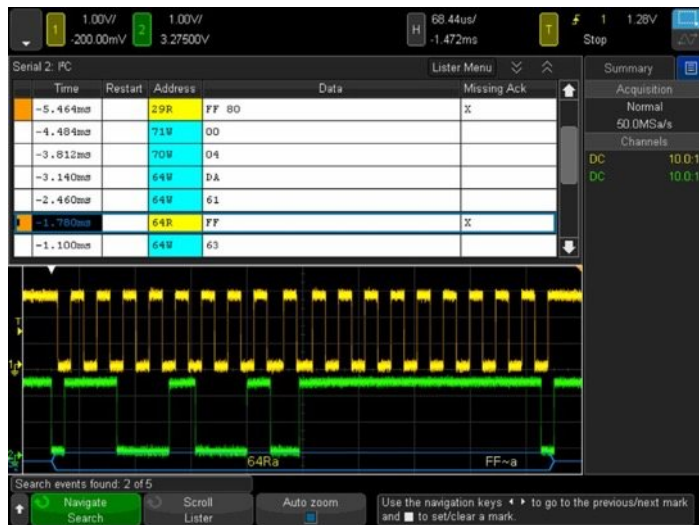 1 1.00V/ 2 1.00V/ H 68.44us/ T 1 1.28V
-200.00mV 3.27500V -1.472ms Stop
Serial 2: I²C Lister Menu Summary
Time Restart Address Data Missing Ack Acquisition
-5.464ms 29R FF 80 X Normal
50.0MSa/s
-4.484ms 71W 00 Channels
-3.812ms 70W 04 DC 10.0:1
-3.140ms 64W DA DC 10.0:1
-2.460ms 64W 61
-1.780ms 64R FF X
-1.100ms 64W 63
T
1
2
64Ra FF~a
Search events found: 2 of 5
Navigate Search
Scroll Lister
Auto zoom
Use the navigation keys to go to the previous/next mark
and to set/clear a mark.